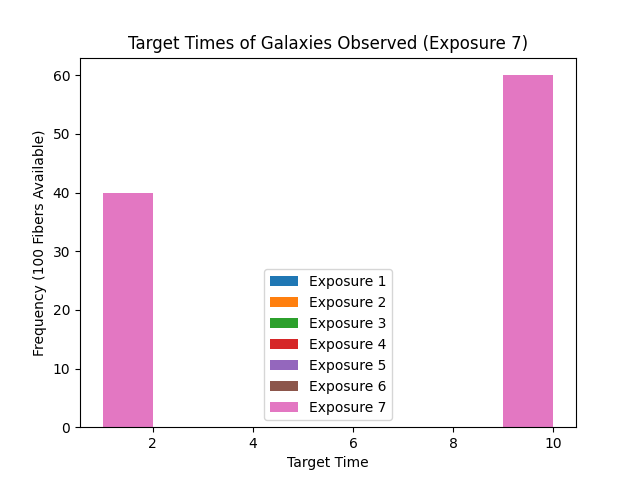 Target Times of Galaxies Observed (Exposure 7)
Frequency (100 Fibers Available)
60
50
40
30
20
10
0
Exposure 1
Exposure 2
Exposure 3
Exposure 4
Exposure 5
Exposure 6
Exposure 7
2 4 6 8 10
Target Time